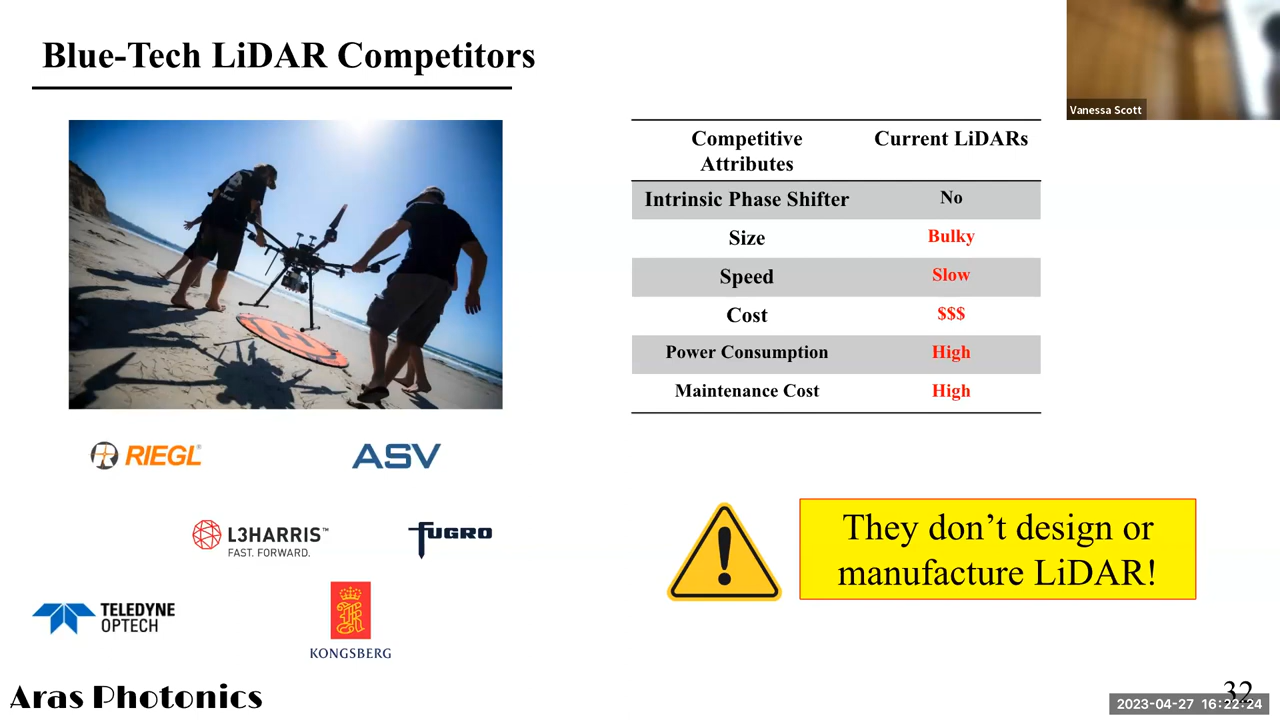 Blue-Tech LiDAR Competitors
Vanessa Scott
Competitive Attributes
Current LiDARs
Intrinsic Phase Shifter
No
Size
Bulky
Speed
Slow
Cost
$$$
Power Consumption
High
Maintenance Cost
High
RIEGL®
ASV
L3HARRIS™
FAST. FORWARD.
FUGRO
TELEDYNE
OPTECH
KONGSBERG
They don't design or
manufacture LiDAR!
Aras Photonics
32
2023-04-27 16:22:24